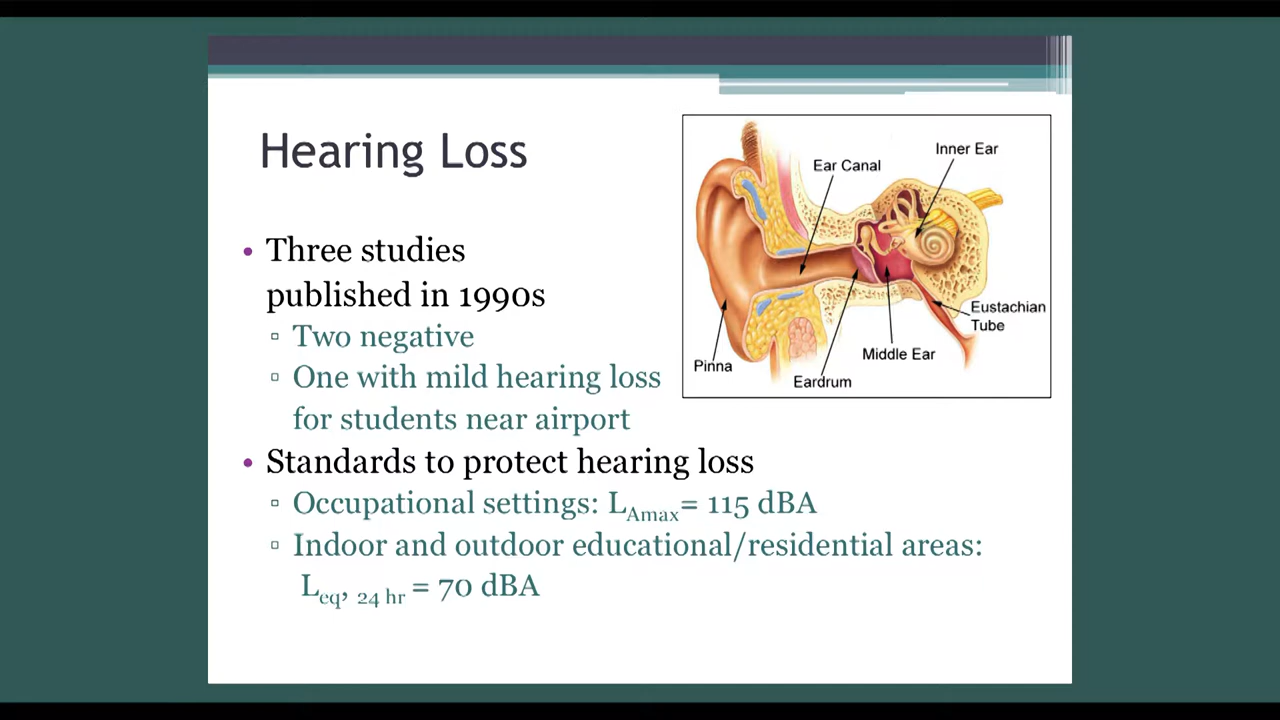 Hearing Loss
• Three studies
published in 1990s
▫ Two negative
▫ One with mild hearing loss
for students near airport
• Standards to protect hearing loss
▫ Occupational settings: LAmax= 115 dBA
▫ Indoor and outdoor educational/residential areas:
Leq, 24 hr = 70 dBA
Inner Ear
Ear Canal
Eustachian
Tube
Middle Ear
Pinna
Eardrum